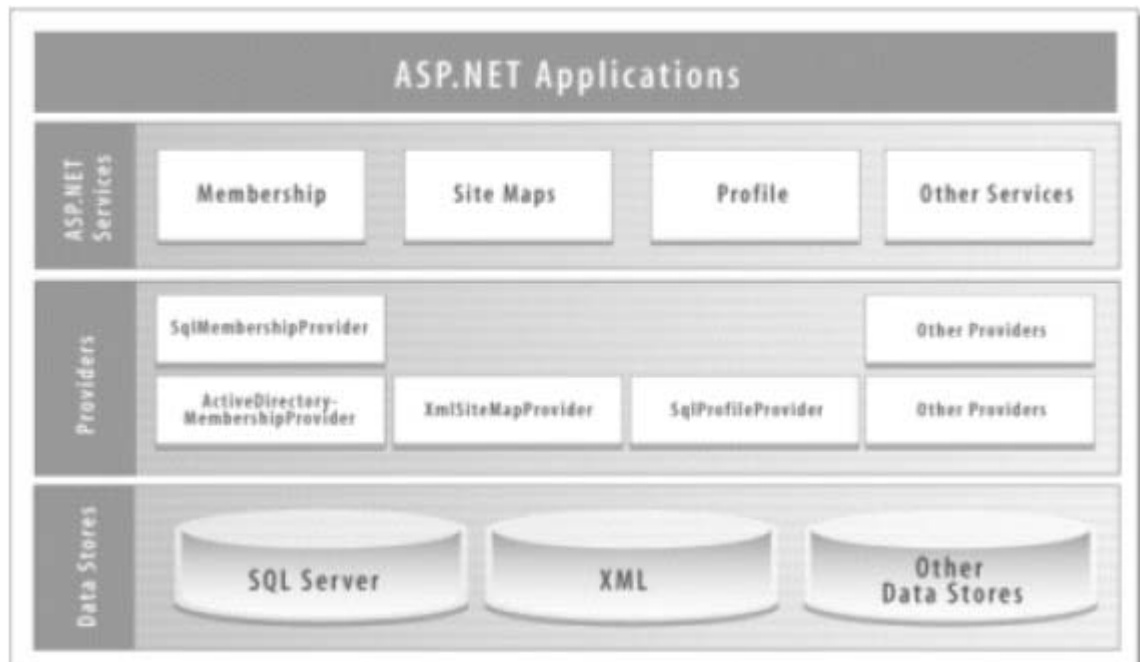 ASP.NET Applications
ASP.NET
Services
Membership
Site Maps
Profile
Other Services
Providers
SqlMembershipProvider
Other Providers
ActiveDirectory-
MembershipProvider
XmlSiteMapProvider
SqlProfileProvider
Other Providers
Data Stores
SQL Server
XML
Other
Data Stores